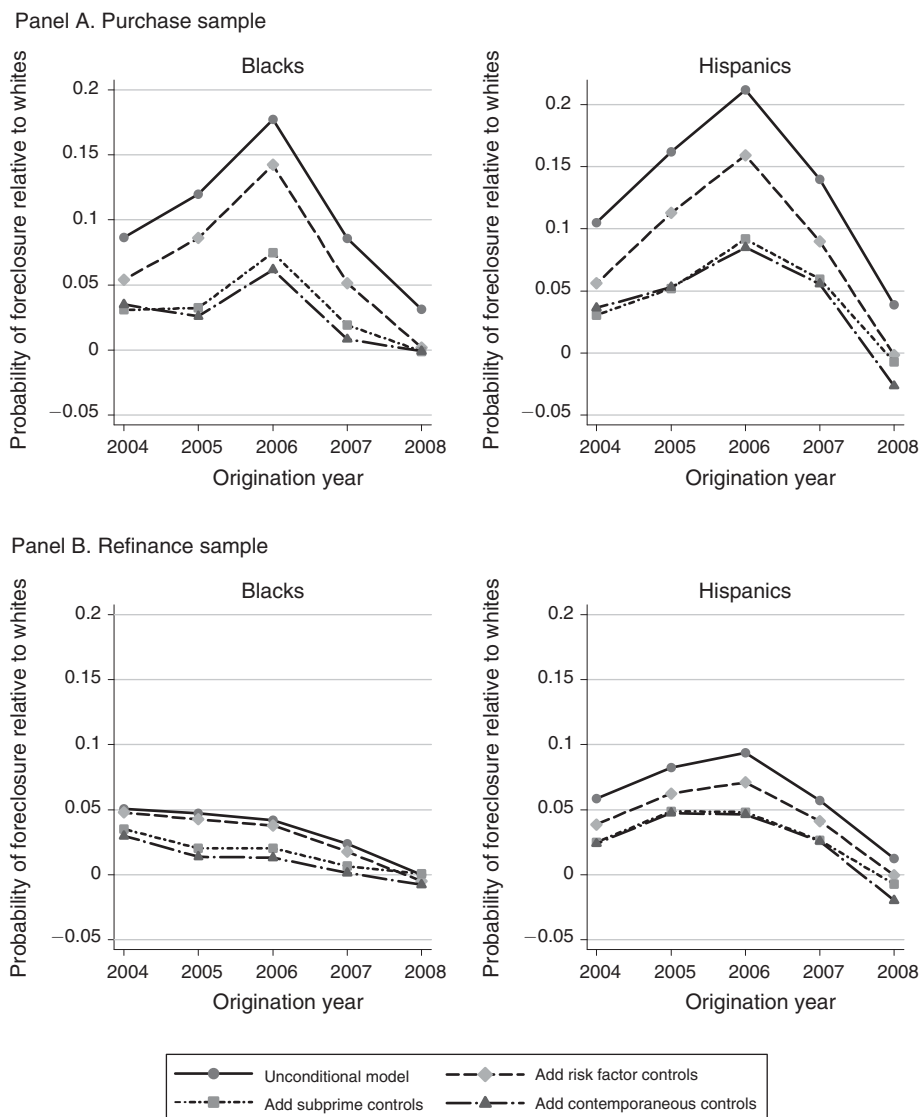 Panel A. Purchase sample
Blacks
Probability of foreclosure relative to whites
0.2
0.15
0.1
0.05
0
−0.05
2004 2005 2006 2007 2008
Origination year
Hispanics
Probability of foreclosure relative to whites
0.2
0.15
0.1
0.05
0
−0.05
2004 2005 2006 2007 2008
Origination year
Panel B. Refinance sample
Blacks
Probability of foreclosure relative to whites
0.2
0.15
0.1
0.05
0
−0.05
2004 2005 2006 2007 2008
Origination year
Hispanics
Probability of foreclosure relative to whites
0.2
0.15
0.1
0.05
0
−0.05
2004 2005 2006 2007 2008
Origination year
Unconditional model
Add risk factor controls
Add subprime controls
Add contemporaneous controls